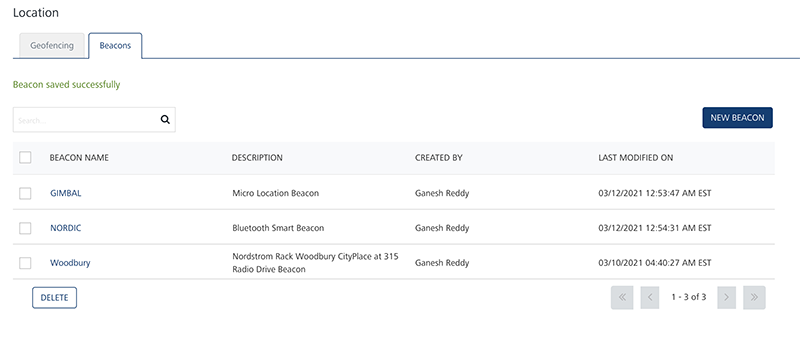 Location
Geofencing Beacons
Beacon saved successfully
Search...
NEW BEACON
BEACON NAME DESCRIPTION CREATED BY LAST MODIFIED ON
GIMBAL Micro Location Beacon Ganesh Reddy 03/12/2021 12:53:47 AM EST
NORDIC Bluetooth Smart Beacon Ganesh Reddy 03/12/2021 12:54:31 AM EST
Woodbury Nordstrom Rack Woodbury CityPlace at 315 Ganesh Reddy 03/10/2021 04:40:27 AM EST
Radio Drive Beacon
DELETE
« ‹ 1 - 3 of 3 › »